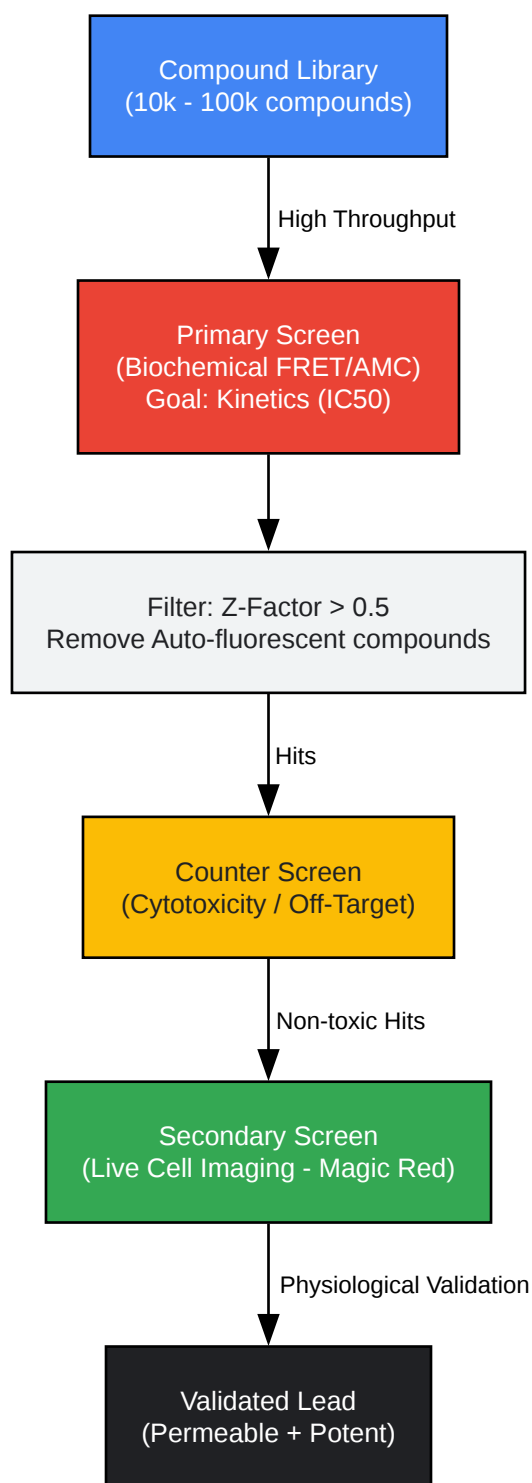 Compound Library
(10k - 100k compounds)
High Throughput
Primary Screen
(Biochemical FRET/AMC)
Goal: Kinetics (IC50)
Filter: Z-Factor > 0.5
Remove Auto-fluorescent compounds
Hits
Counter Screen
(Cytotoxicity / Off-Target)
Non-toxic Hits
Secondary Screen
(Live Cell Imaging - Magic Red)
Physiological Validation
Validated Lead
(Permeable + Potent)